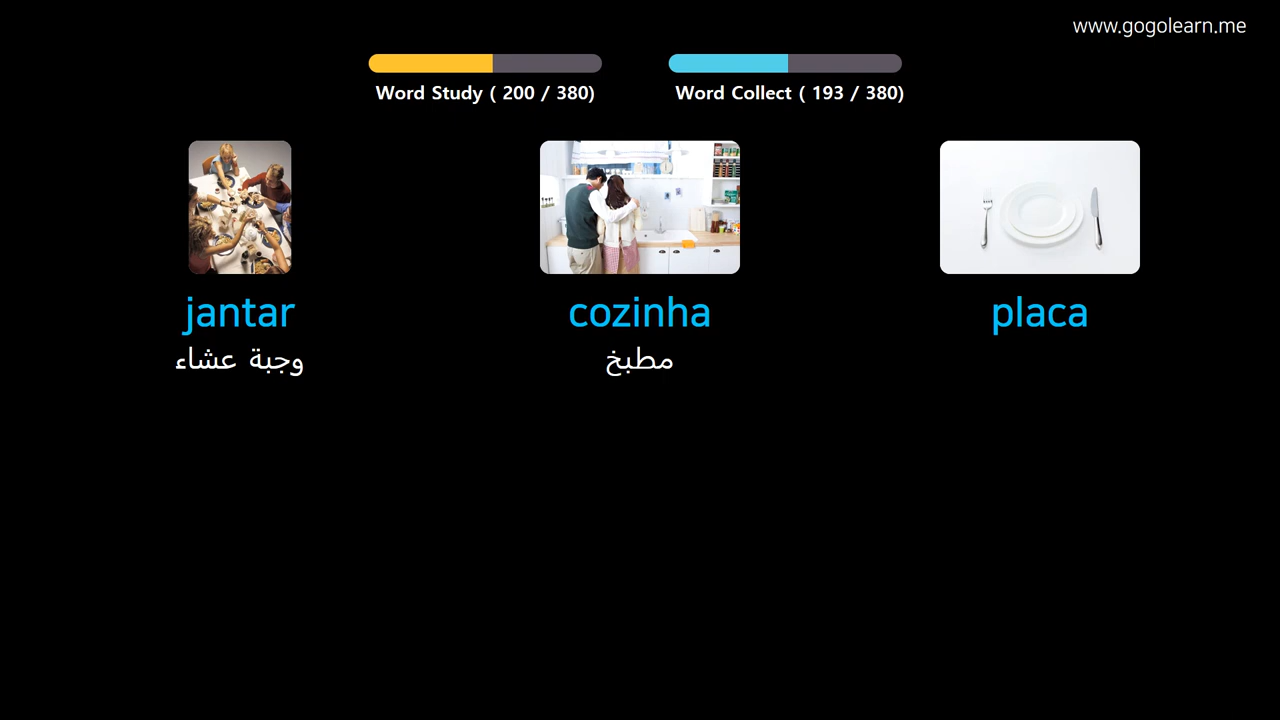 www.gogolearn.me
Word Study ( 200 / 380)
Word Collect ( 193 / 380)
jantar
cozinha
placa
وجبة عشاء
مطبخ